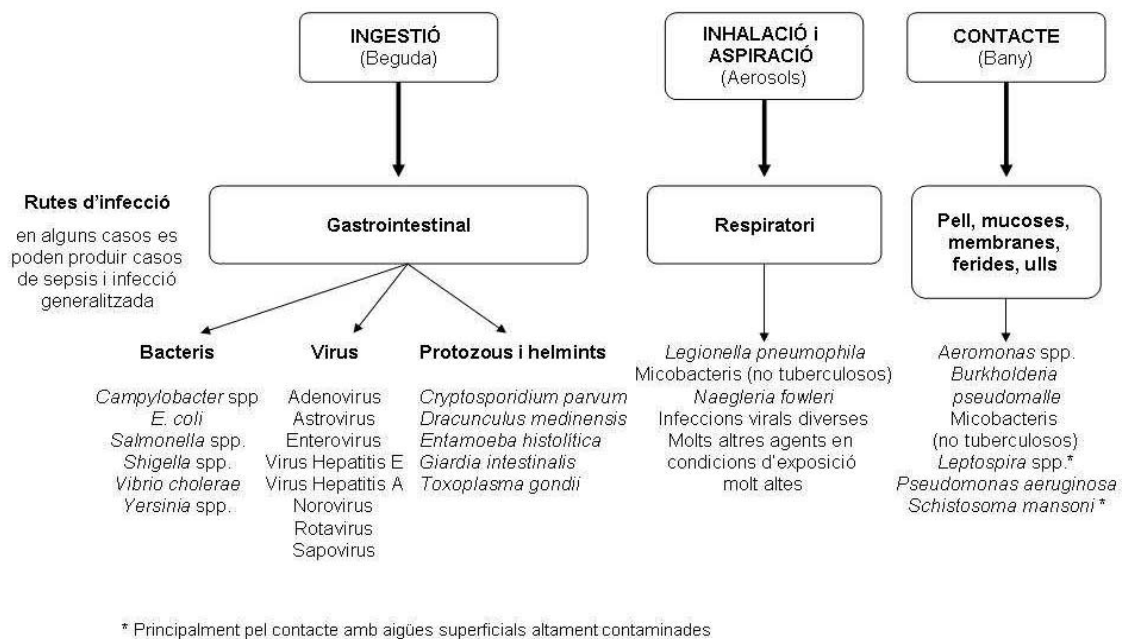 INGESTIÓ
(Beguda)
INHALACIÓ i
ASPIRACIÓ
(Aerosols)
CONTACTE
(Bany)
Rutes d'infecció
en alguns casos es
poden produir casos
de sepsis i infecció
generalitzada
Gastrointestinal
Respiratori
Pell, mucoses,
membranes,
ferides, ulls
Bacteris
Campylobacter spp
E. coli
Salmonella spp.
Shigella spp.
Vibrio cholerae
Yersinia spp.
Virus
Adenovirus
Astrovirus
Enterovirus
Virus Hepatitis E
Virus Hepatitis A
Norovirus
Rotavirus
Sapovirus
Protozous i helmints
Cryptosporidium parvum
Dracunculus medinensis
Entamoeba histolítica
Giardia intestinalis
Toxoplasma gondii
Legionella pneumophila
Micobacteris (no tuberculosos)
Naegleria fowleri
Infeccions virals diverses
Molts altres agents en
condicions d'exposició
molt altes
Aeromonas spp.
Burkholderia
pseudomalle
Micobacteris
(no tuberculosos)
Leptospira spp.*
Pseudomonas aeruginosa
Schistosoma mansoni *
* Principalment pel contacte amb aigües superficials altament contaminades